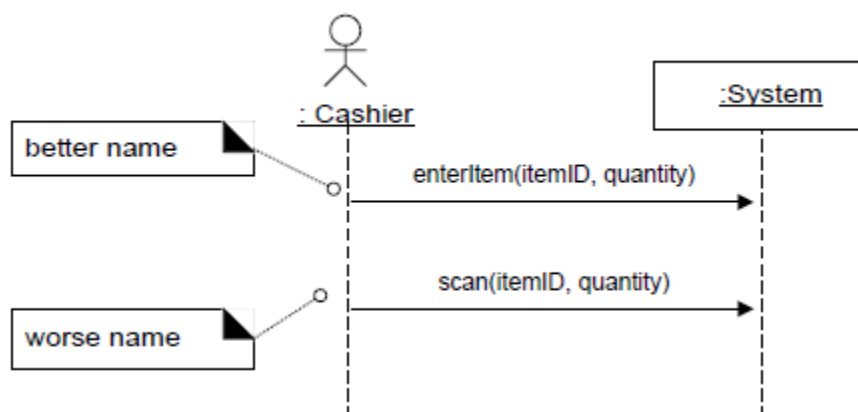 : Cashier
:System
better name
enterItem(itemID, quantity)
scan(itemID, quantity)
worse name